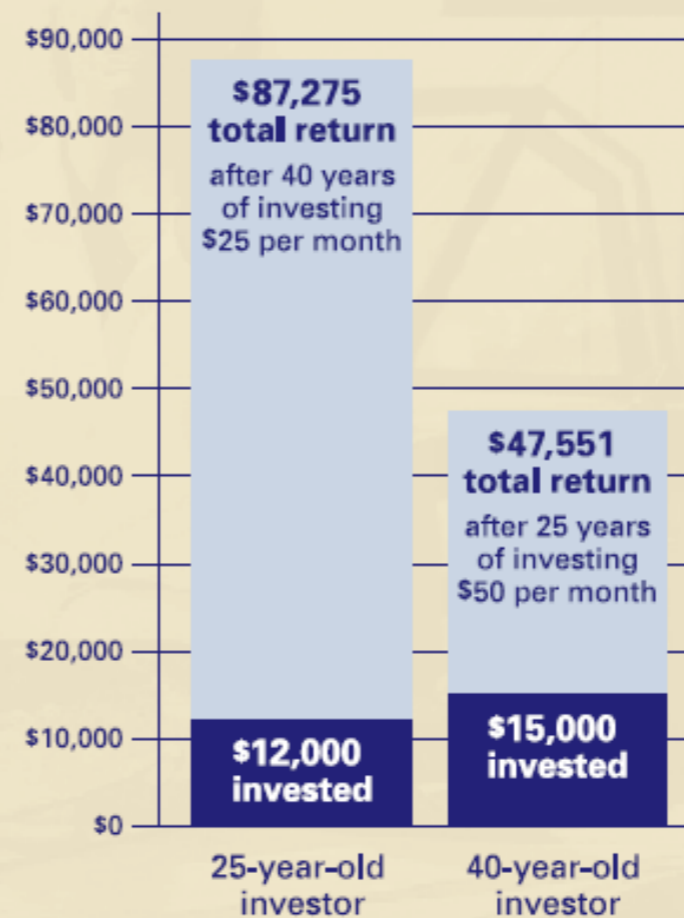 $90,000
$80,000
$70,000
$60,000
$50,000
$40,000
$30,000
$20,000
$10,000
$0
$87,275
total return
after 40 years
of investing
$25 per month
$12,000
invested
25-year-old
investor
$47,551
total return
after 25 years
of investing
$50 per month
$15,000
invested
40-year-old
investor